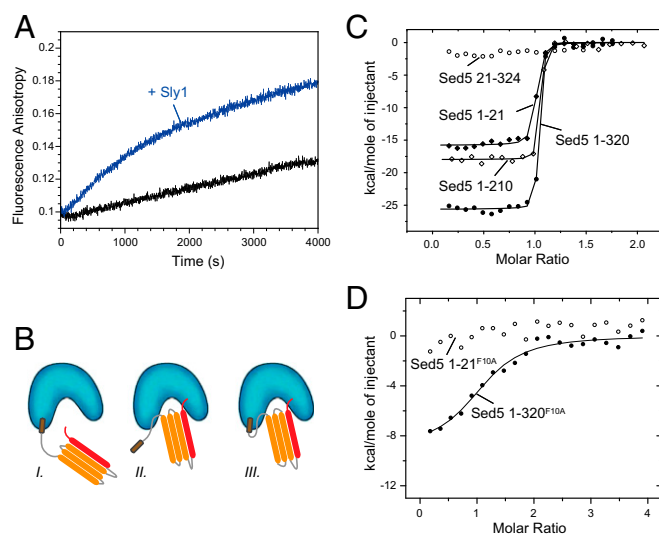 A
Fluorescence Anisotropy
0.2
0.18
0.16
0.14
0.12
0.1
+ Sly1
0
1000
2000
3000
4000
Time (s)
B
I.
II.
III.
C
kcal/mole of injectant
0
-5
-10
-15
-20
-25
Sed5 21-324
Sed5 1-21
Sed5 1-320
Sed5 1-210
0.0
0.5
1.0
1.5
2.0
Molar Ratio
D
kcal/mole of injectant
0
-4
-8
-12
Sed5 1-21F10A
Sed5 1-320F10A
0
1
2
3
4
Molar Ratio